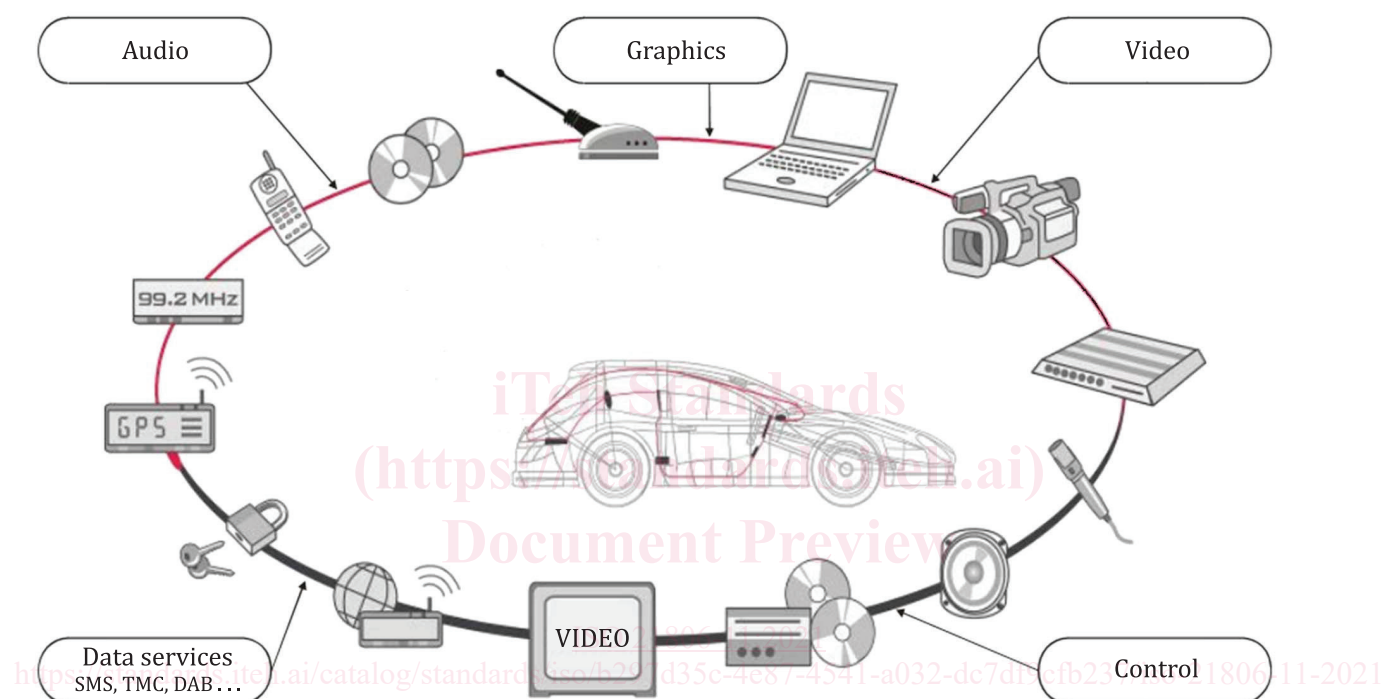 Audio
Graphics
Video
99.2 MHz
GPS
iTeh Standards
(https://standards.iteh.ai)
Document Preview
VIDEO
Data services
SMS, TMC, DAB...
Control